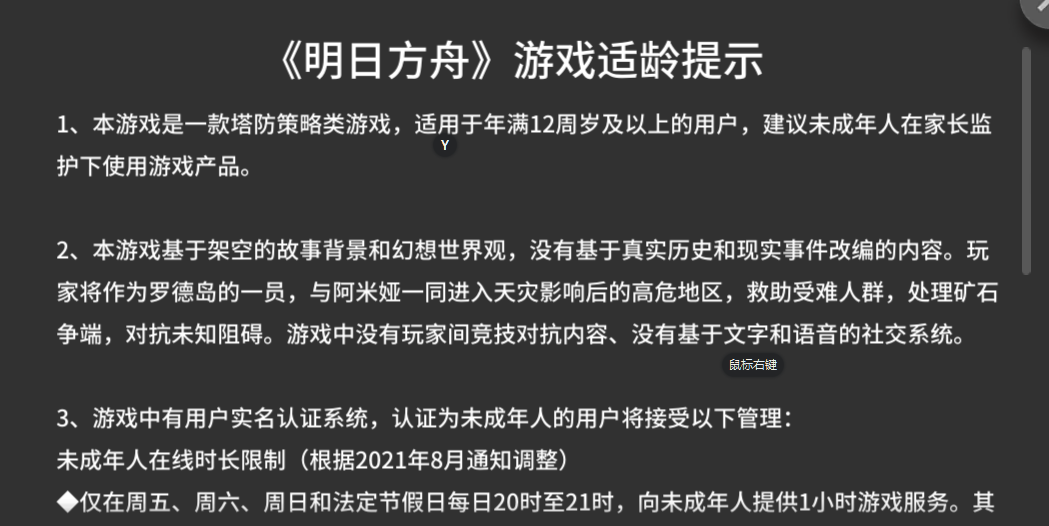 《明日方舟》游戏适龄提示
1、本游戏是一款塔防策略类游戏，适用于年满12周岁及以上的用户，建议未成年人在家长监
Y
护下使用游戏产品。
2、本游戏基于架空的故事背景和幻想世界观，没有基于真实历史和现实事件改编的内容。玩
家将作为罗德岛的一员，与阿米娅一同进入天灾影响后的高危地区，救助受难人群，处理矿石
争端，对抗未知阻碍。游戏中没有玩家间竞技对抗内容、没有基于文字和语音的社交系统。
鼠标右键
3、游戏中有用户实名认证系统，认证为未成年人的用户将接受以下管理：
未成年人在线时长限制（根据2021年8月通知调整）
◆仅在周五、周六、周日和法定节假日每日20时至21时，向未成年人提供1小时游戏服务。其